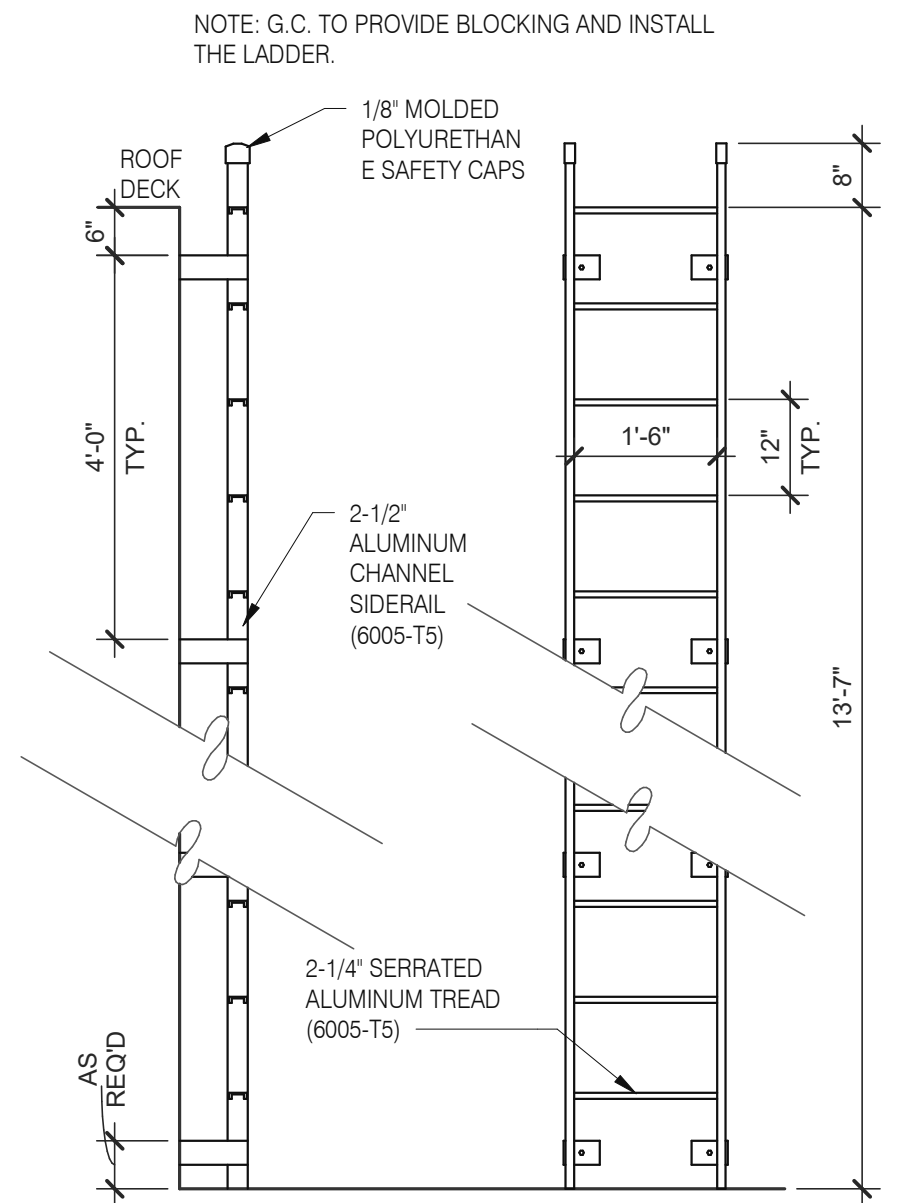 NOTE: G.C. TO PROVIDE BLOCKING AND INSTALL
THE LADDER.
1/8" MOLDED
POLYURETHAN
E SAFETY CAPS
ROOF
DECK
8"
6"
4'-0"
TYP.
1'-6"
12"
TYP.
2-1/2"
ALUMINUM
CHANNEL
SIDERAIL
(6005-T5)
13'-7"
2-1/4" SERRATED
ALUMINUM TREAD
(6005-T5)
AS
REQ'D